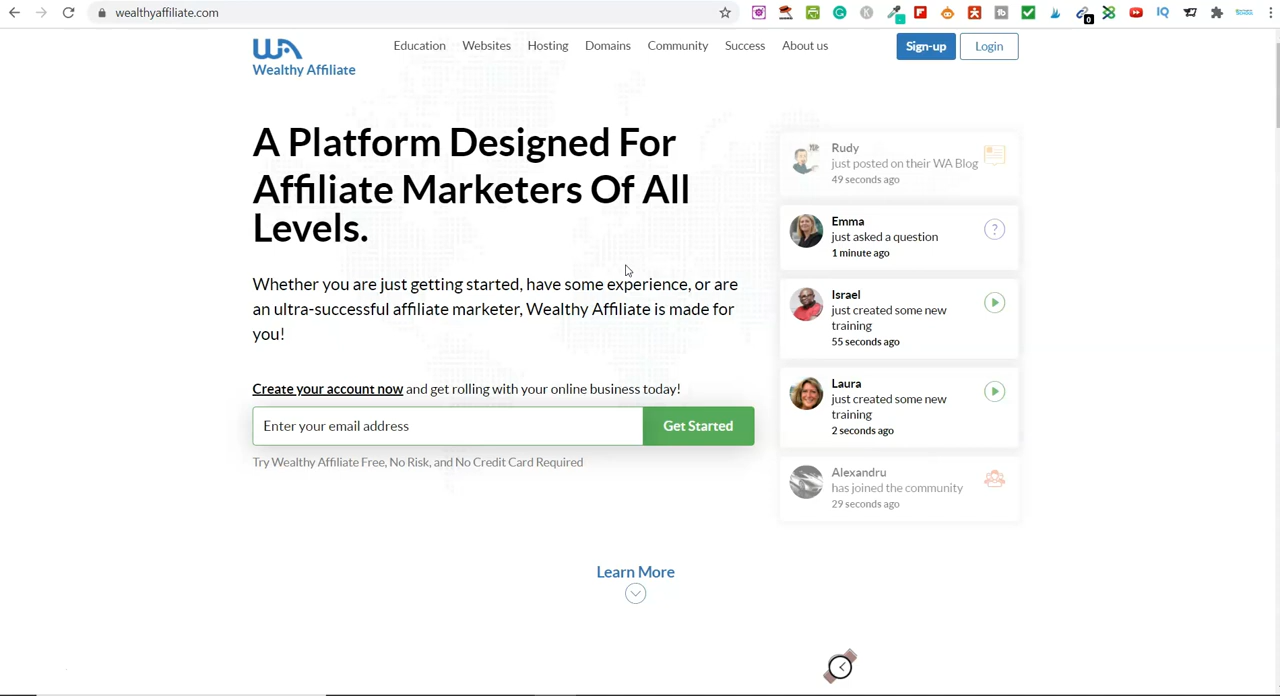 wealthyaffiliate.com
WA
Wealthy Affiliate
Education Websites Hosting Domains Community Success About us
Sign-up Login
A Platform Designed For
Affiliate Marketers Of All
Levels.
Whether you are just getting started, have some experience, or are
an ultra-successful affiliate marketer, Wealthy Affiliate is made for
you!
Create your account now and get rolling with your online business today!
Enter your email address
Get Started
Try Wealthy Affiliate Free, No Risk, and No Credit Card Required
Rudy
just posted on their WA Blog
49 seconds ago
Emma
just asked a question
1 minute ago
?
Israel
just created some new
training
55 seconds ago
Laura
just created some new
training
2 seconds ago
Alexandru
has joined the community
29 seconds ago
Learn More